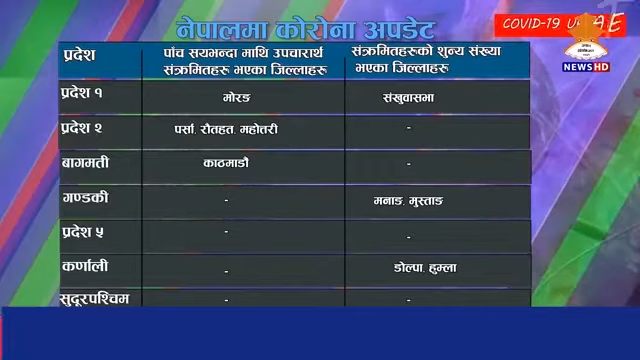 नेपालमा कोरोना अपडेट
COVID-19 U
NEWS HD
प्रदेश पाँच सयभन्दा माथि उपचारार्थ संक्रमितहरु भएका जिल्लाहरु संक्रमितहरुको शुन्य संख्या भएका जिल्लाहरु
प्रदेश १ मोरङ संखुवासभा
प्रदेश २ पर्सा, रौतहत, महोत्तरी -
बागमती काठमाडौ -
गण्डकी - मनाङ, मुस्ताङ
प्रदेश ५ - -
कर्णाली - डोल्पा, हुम्ला
सुदूरपश्चिम - -